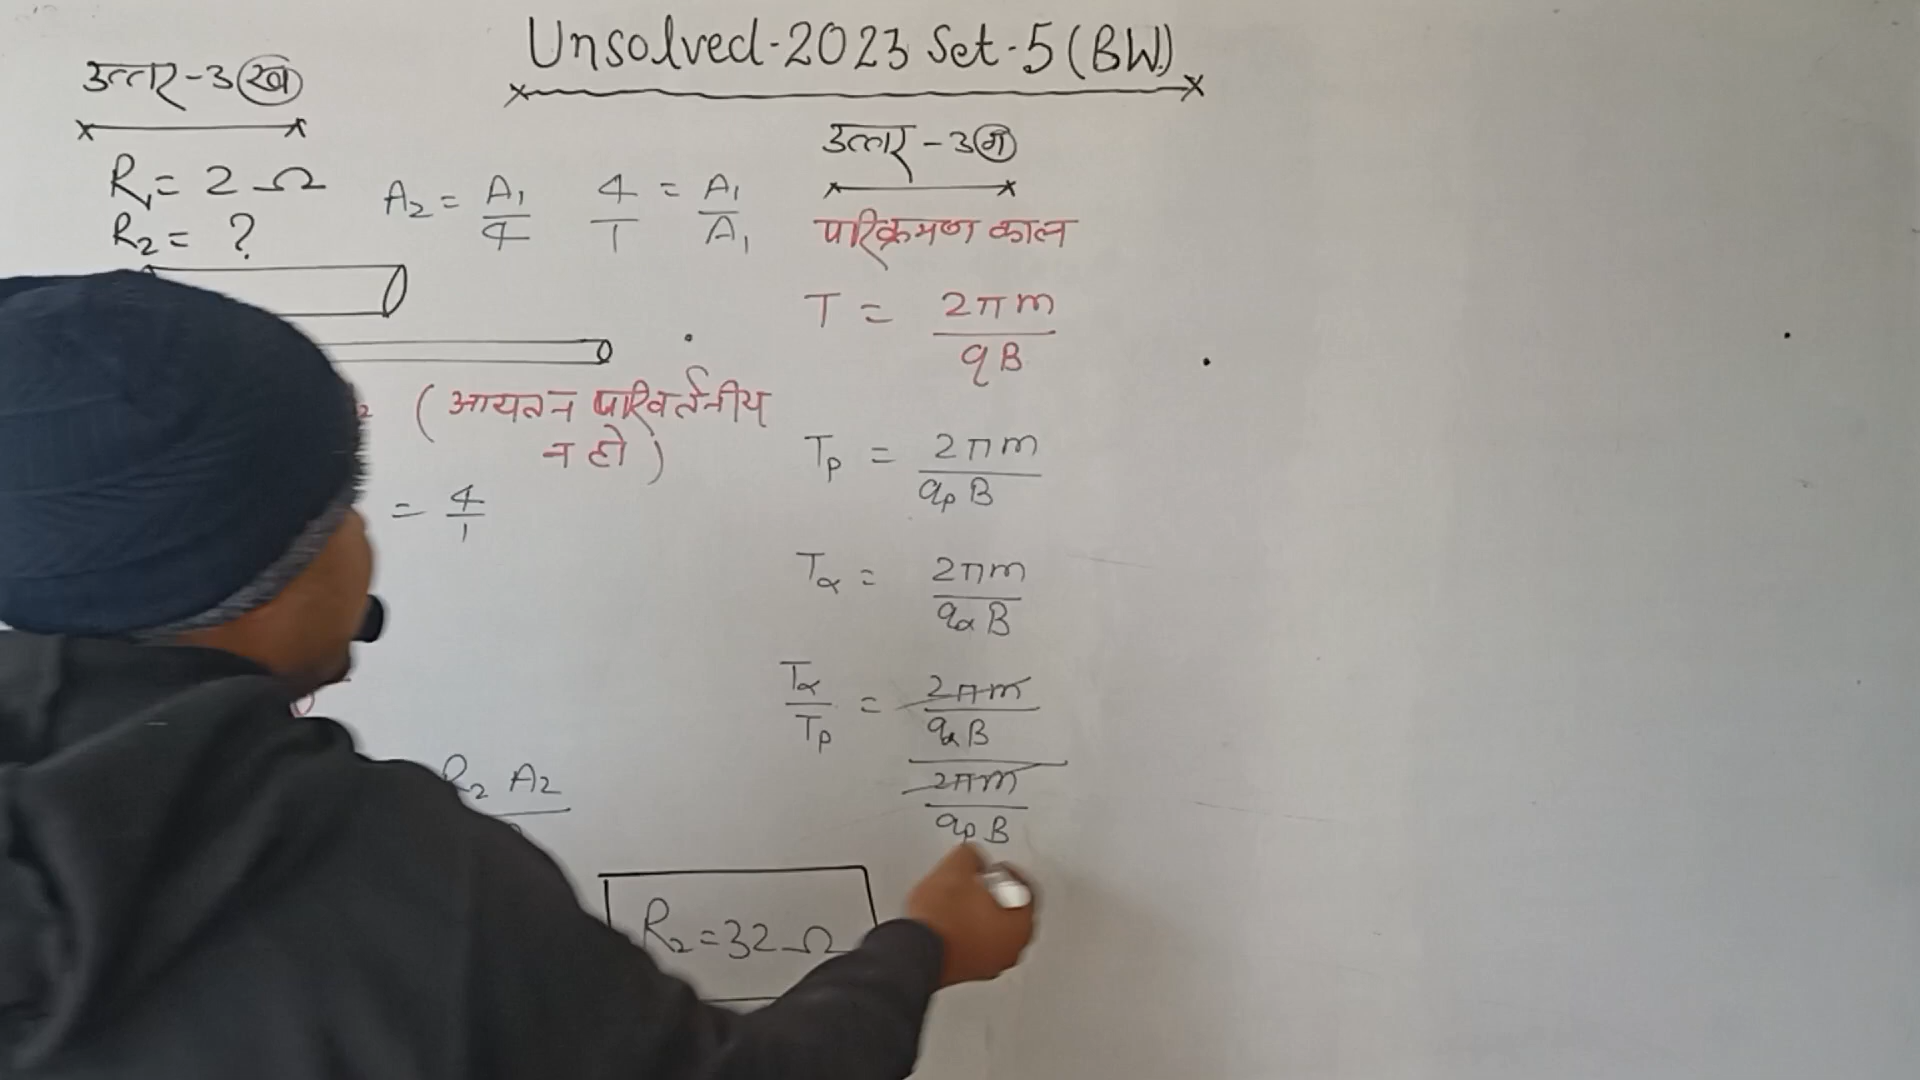 Unsolved-2023 Set-5 (BW)
उत्तर-3 (ख)
R₁ = 2 Ω
R₂ = ?
A₂ = A₁/4 4/1 = A₁/A₁
(आयतन परिवर्तनीय
न हो)
= 4/1
R₂ A₂
R₂ = 32 Ω
उत्तर-3 (ग)
परिक्रमण काल
T = 2πm/qB
Tp = 2πm/qpB
Tα = 2πm/qαB
Tα/Tp = 2πm/qαB / 2πm/qpB